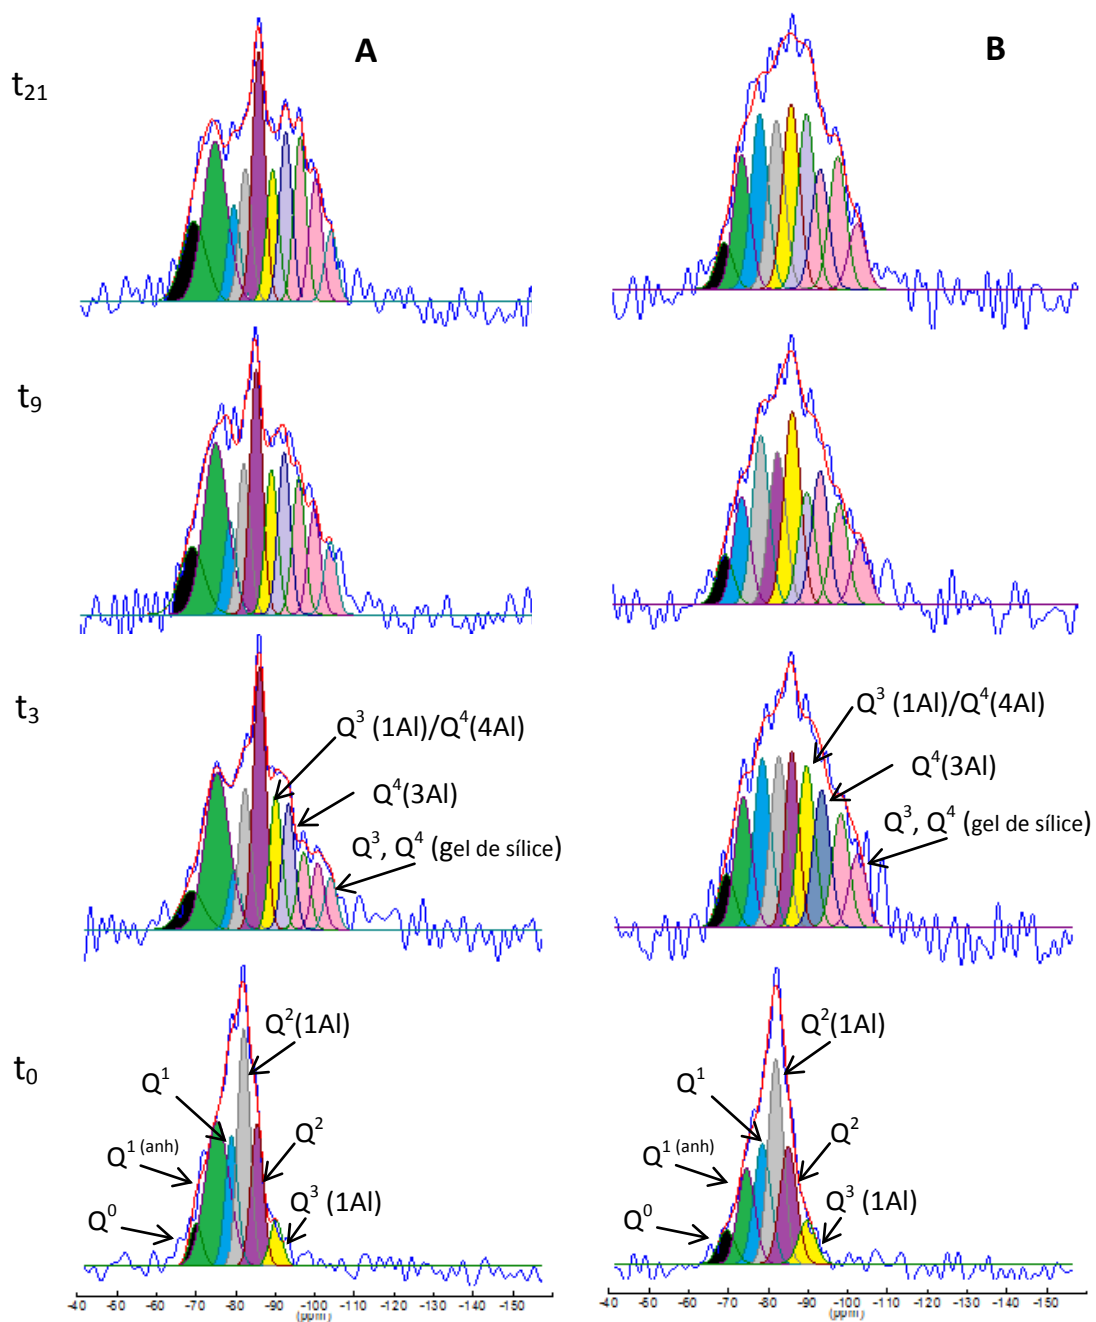 A
B
t21
t9
t3
Q3 (1Al)/Q4(4Al)
Q4(3Al)
Q3, Q4 (gel de sílice)
Q3 (1Al)/Q4(4Al)
Q4(3Al)
Q3, Q4 (gel de sílice)
t0
Q2(1Al)
Q1
Q2
Q1 (anh)
Q3 (1Al)
Q0
Q2(1Al)
Q1
Q2
Q1 (anh)
Q3 (1Al)
Q0
-40 -50 -60 -70 -80 -90 -100 -110 -120 -130 -140 -150
(ppm)
-40 -50 -60 -70 -80 -90 -100 -110 -120 -130 -140 -150
(ppm)